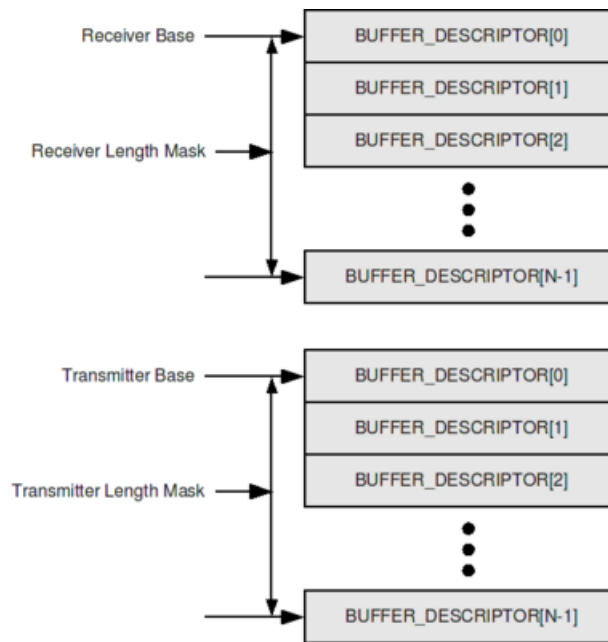 Receiver Base
BUFFER_DESCRIPTOR[0]
BUFFER_DESCRIPTOR[1]
Receiver Length Mask
BUFFER_DESCRIPTOR[2]
BUFFER_DESCRIPTOR[N-1]
Transmitter Base
BUFFER_DESCRIPTOR[0]
BUFFER_DESCRIPTOR[1]
Transmitter Length Mask
BUFFER_DESCRIPTOR[2]
BUFFER_DESCRIPTOR[N-1]